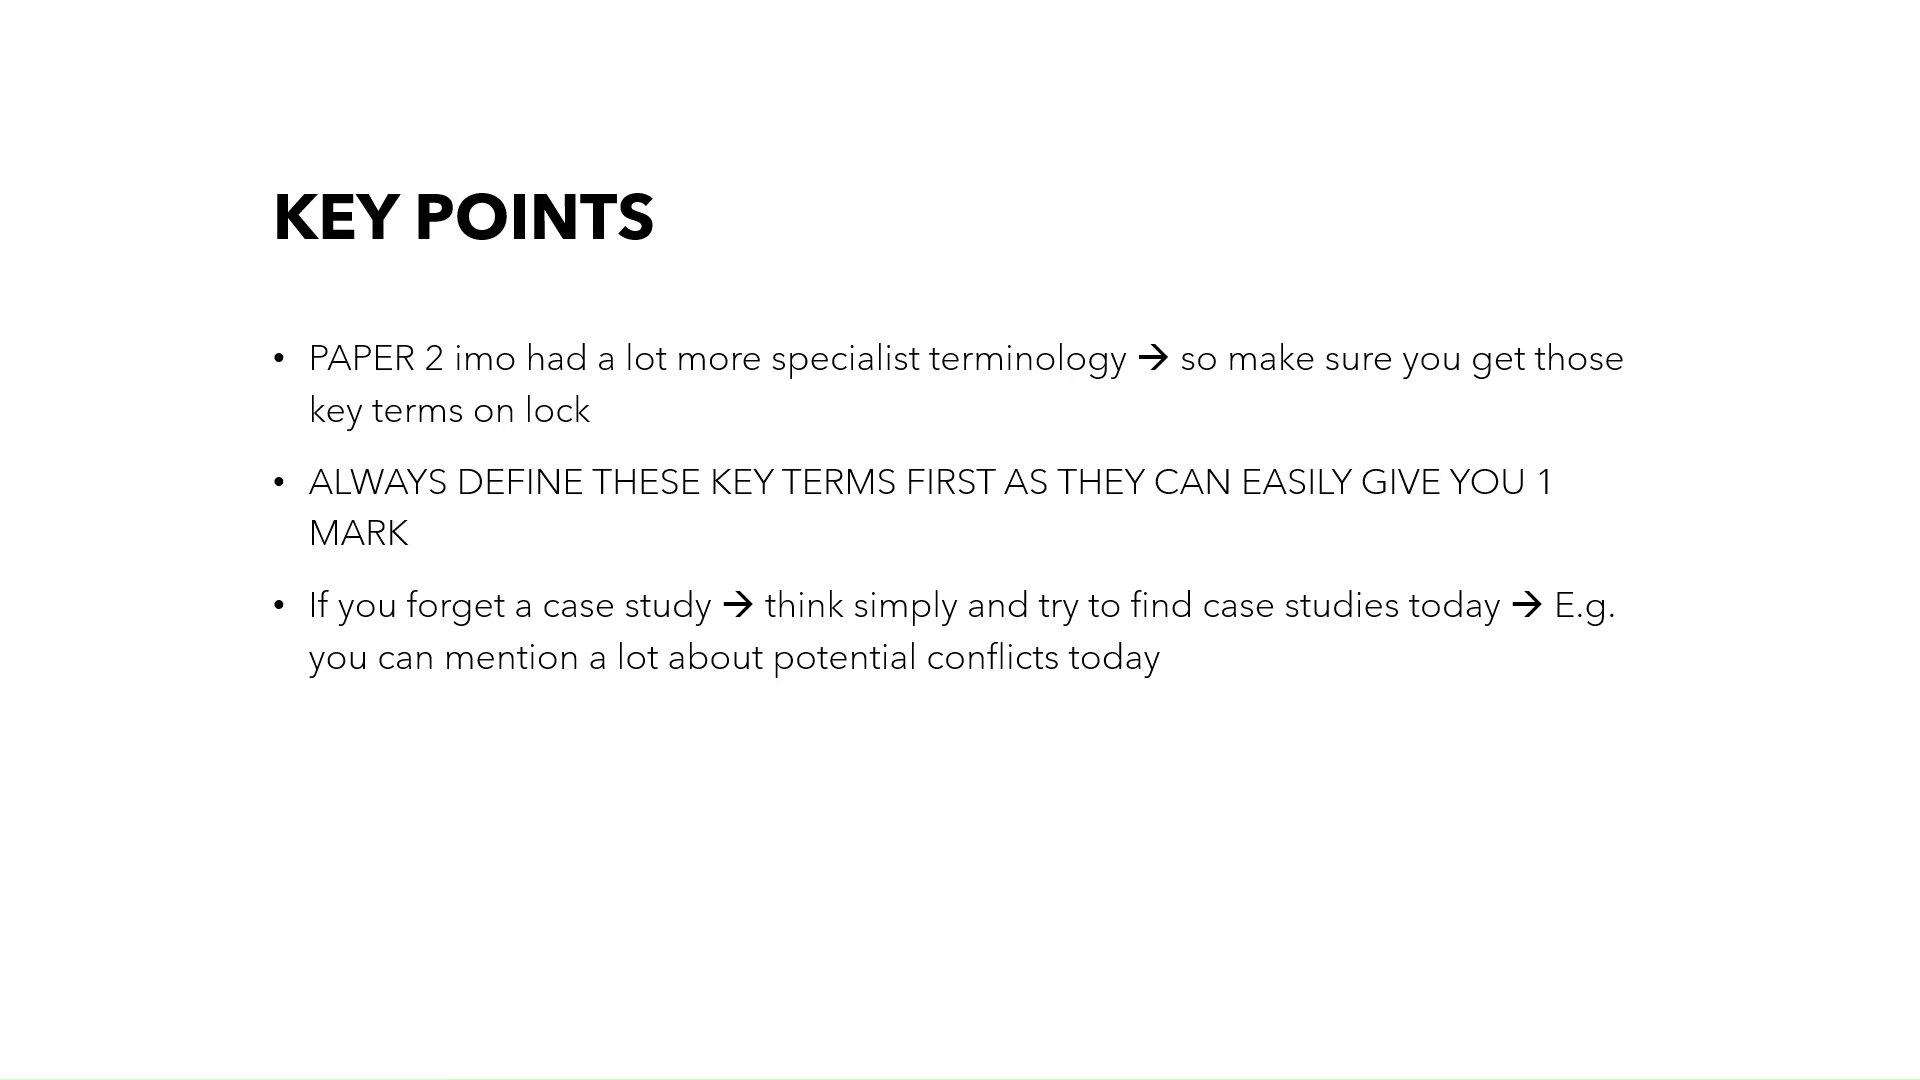 KEY POINTS
• PAPER 2 imo had a lot more specialist terminology → so make sure you get those
key terms on lock
• ALWAYS DEFINE THESE KEY TERMS FIRST AS THEY CAN EASILY GIVE YOU 1
MARK
• If you forget a case study → think simply and try to find case studies today → E.g.
you can mention a lot about potential conflicts today